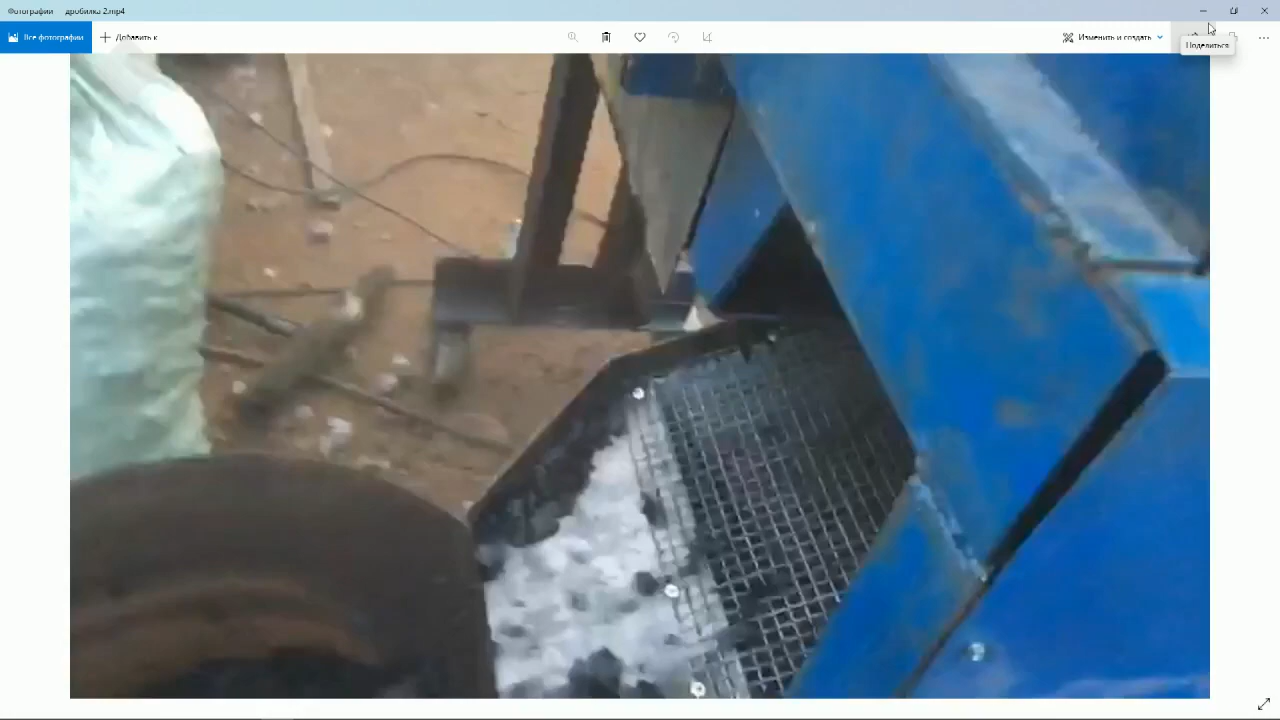 Фотографии дробилка 2.mp4
Все фотографии
Добавить к
Изменить и создать
Поделиться